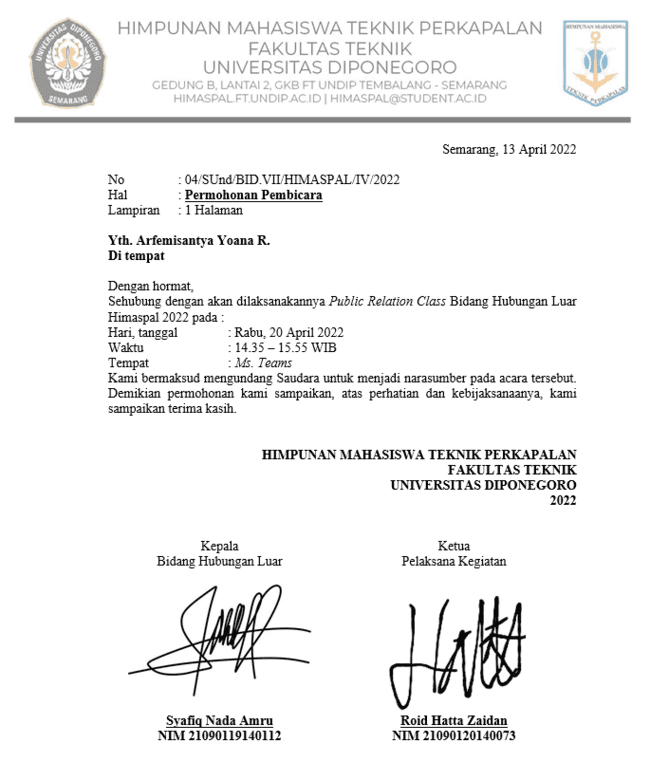 HIMPUNAN MAHASISWA TEKNIK PERKAPALAN
FAKULTAS TEKNIK
UNIVERSITAS DIPONEGORO
GEDUNG B, LANTAI 2, GKB FT UNDIP TEMBALANG - SEMARANG
HIMASPAL.FT.UNDIP.AC.ID | HIMASPAL@STUDENT.AC.ID
UNIVERSITAS DIPONEGORO
SEMARANG
HIMPUNAN MAHASISWA
TEKNIK PERKAPALAN
Semarang, 13 April 2022
No : 04/SUnd/BID.VII/HIMASPAL/IV/2022
Hal : Permohonan Pembicara
Lampiran : 1 Halaman
Yth. Arfemisantya Yoana R.
Di tempat
Dengan hormat,
Sehubung dengan akan dilaksanakannya Public Relation Class Bidang Hubungan Luar
Himaspal 2022 pada :
Hari, tanggal : Rabu, 20 April 2022
Waktu : 14.35 – 15.55 WIB
Tempat : Ms. Teams
Kami bermaksud mengundang Saudara untuk menjadi narasumber pada acara tersebut.
Demikian permohonan kami sampaikan, atas perhatian dan kebijaksanaanya, kami
sampaikan terima kasih.
HIMPUNAN MAHASISWA TEKNIK PERKAPALAN
FAKULTAS TEKNIK
UNIVERSITAS DIPONEGORO
2022
Kepala
Bidang Hubungan Luar
Syafiq Nada Amru
NIM 21090119140112
Ketua
Pelaksana Kegiatan
Roid Hatta Zaidan
NIM 21090120140073